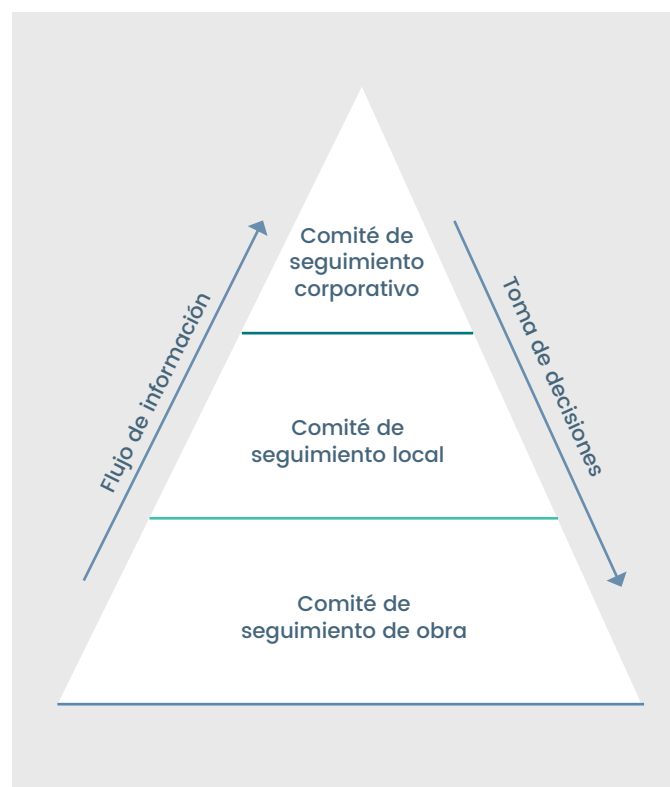 Comité de
seguimiento
corporativo
Flujo de información
Toma de decisiones
Comité de
seguimiento local
Comité de
seguimiento de obra